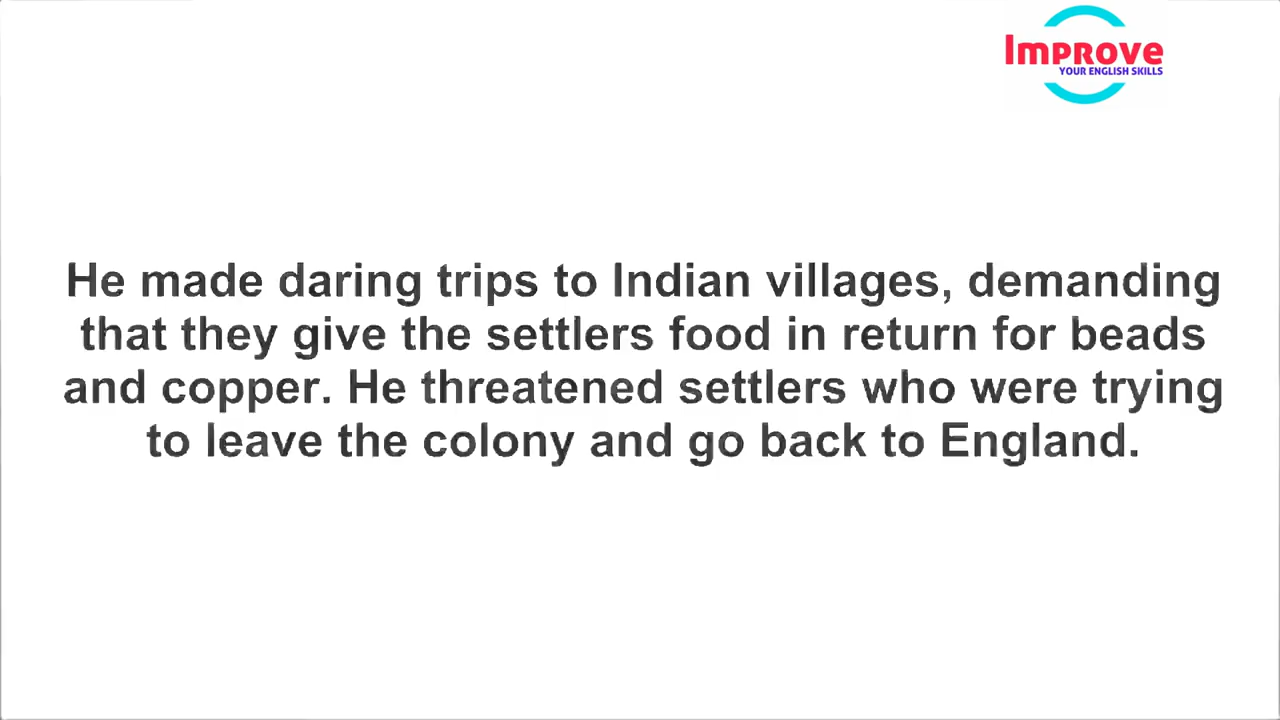 Improve
YOUR ENGLISH SKILLS
He made daring trips to Indian villages, demanding
that they give the settlers food in return for beads
and copper. He threatened settlers who were trying
to leave the colony and go back to England.